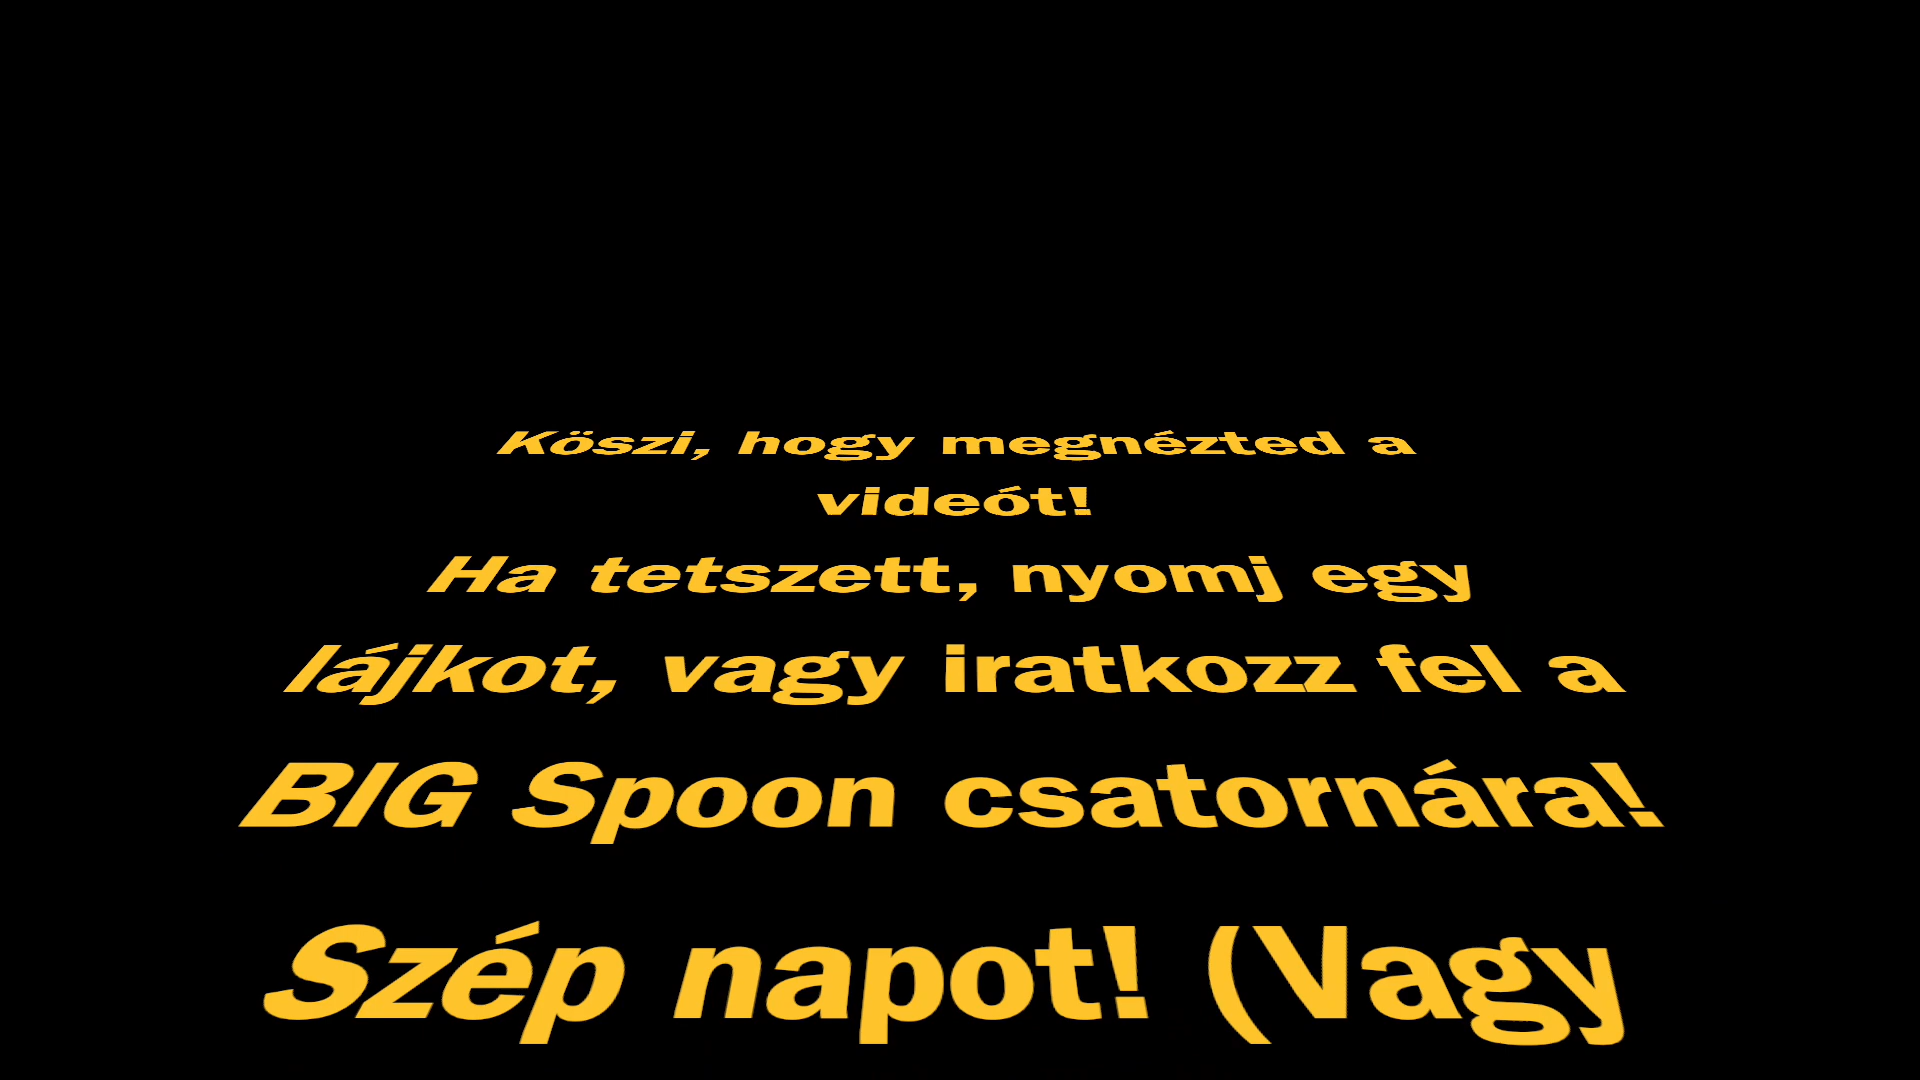 Köszi, hogy megnézted a
videót!
Ha tetszett, nyomj egy
lájkot, vagy iratkozz fel a
BIG Spoon csatornára!
Szép napot! (Vagy